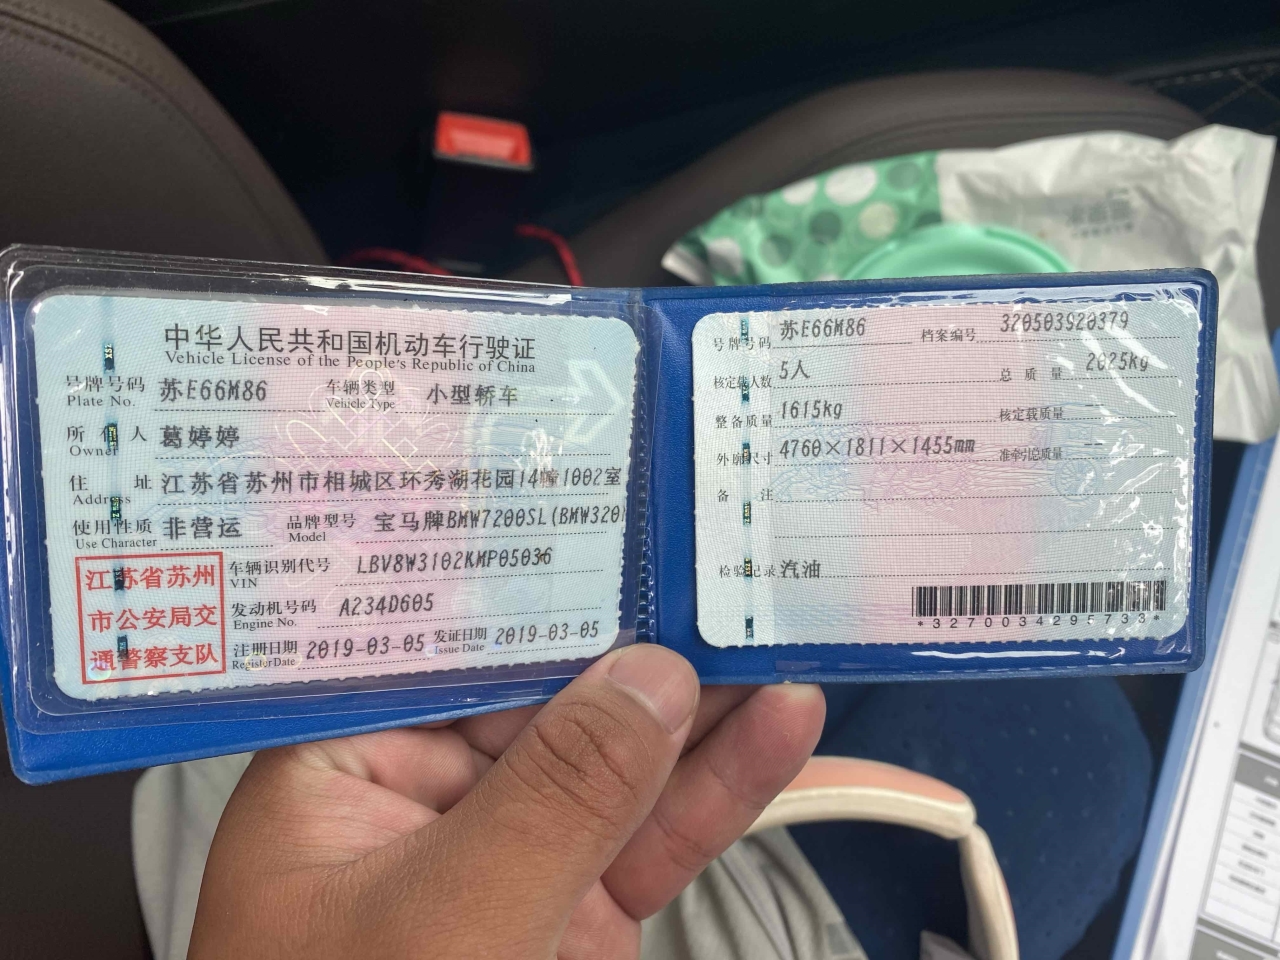 中华人民共和国机动车行驶证
Vehicle License of the People's Republic of China
号牌号码 Plate No. 苏E66M86 车辆类型 Vehicle Type 小型轿车
所有人 Owner 葛婷婷
住址 Address 江苏省苏州市相城区环秀湖花园14幢1002室
使用性质 Use Character 非营运 品牌型号 Model 宝马牌BMW7200SL(BMW320
江苏省苏州
市公安局交
通警察支队
车辆识别代号 VIN LBV8W3102KMP05036
发动机号码 Engine No. A234D605
注册日期 Register Date 2019-03-05 发证日期 Issue Date 2019-03-05
号牌号码 苏E66M86 档案编号 320503920379
核定载人数 5人 总质量 2025kg
整备质量 1615kg 核定载质量 --
外廓尺寸 4760×1811×1455mm 准牵引总质量 --
备注
检验记录 汽油
*3270034295733*